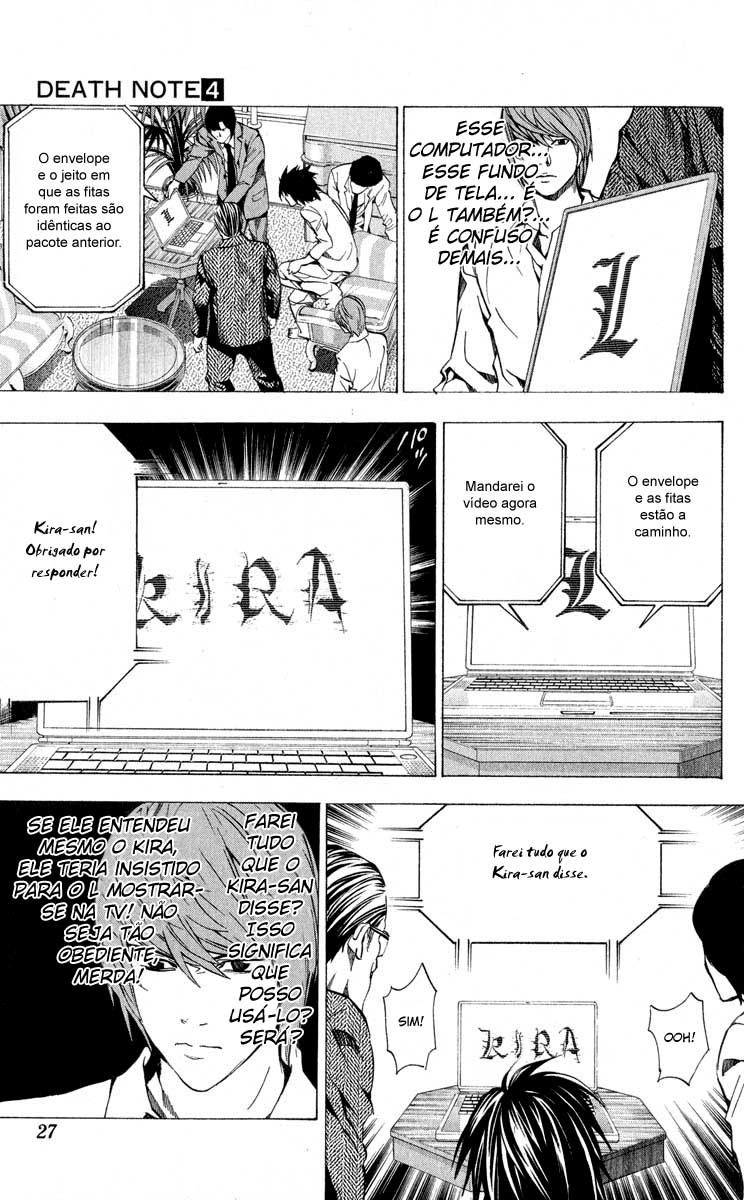 DEATH NOTE 4
ESSE
COMPUTADOR...
ESSE FUNDO
DE TELA... E
O L TAMBÉM?...
É CONFUSO
DEMAIS...
L
O envelope
e o jeito em
que as fitas
foram feitas são
idênticas ao
pacote anterior.
L
O envelope
e as fitas
estão a
caminho.
Mandarei o
vídeo agora
mesmo.
L
Kira-san!
Obrigado por
responder!
KIRA
Farei tudo que o
Kira-san disse.
OOH!
SIM!
KIRA
FAREI
TUDO
QUE O
KIRA-SAN
DISSE?
ISSO
SIGNIFICA
QUE
POSSO
USÁ-LO?
SERÁ?
SE ELE ENTENDEU
MESMO O KIRA,
ELE TERIA INSISTIDO
PARA O L MOSTRAR-
SE NA TV! NÃO
SEJA TÃO
OBEDIENTE,
MERDA!
27